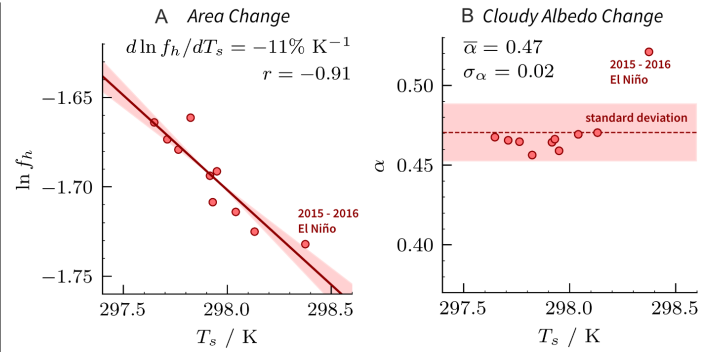 A Area Change
d ln f_h/dT_s = −11% K⁻¹
r = −0.91
−1.65
−1.70
−1.75
ln f_h
2015 - 2016
El Niño
297.5 298.0 298.5
T_s / K
B Cloudy Albedo Change
α̅ = 0.47
σ_α = 0.02
2015 - 2016
El Niño
standard deviation
0.50
0.45
0.40
α
297.5 298.0 298.5
T_s / K